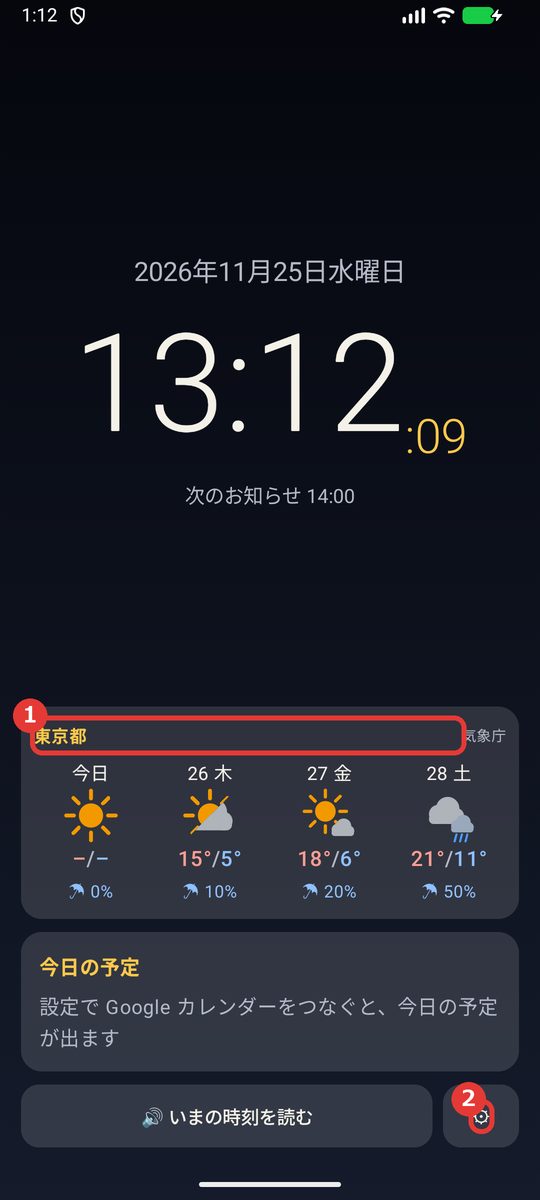 1:12
2026年11月25日水曜日
13:12:09
次のお知らせ 14:00
1
東京都
気象庁
今日 26 木 27 金 28 土
–/– 15°/5° 18°/6° 21°/11°
0% 10% 20% 50%
今日の予定
設定で Google カレンダーをつなぐと、今日の予定
が出ます
いまの時刻を読む
2